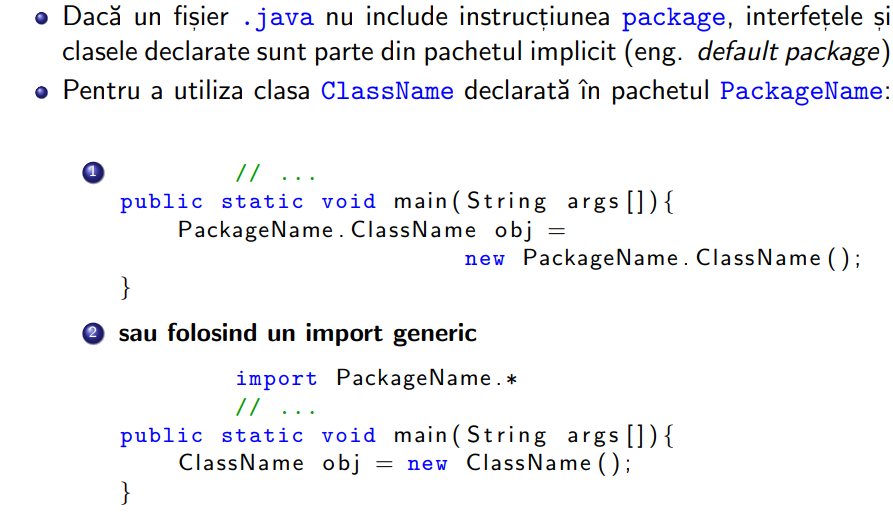 Dacă un fișier .java nu include instrucțiunea package, interfețele și
clasele declarate sunt parte din pachetul implicit (eng. default package)
Pentru a utiliza clasa ClassName declarată în pachetul PackageName:
1 // ...
public static void main(String args[]){
PackageName.ClassName obj =
new PackageName.ClassName();
}
2 sau folosind un import generic
import PackageName.*
// ...
public static void main(String args[]){
ClassName obj = new ClassName();
}